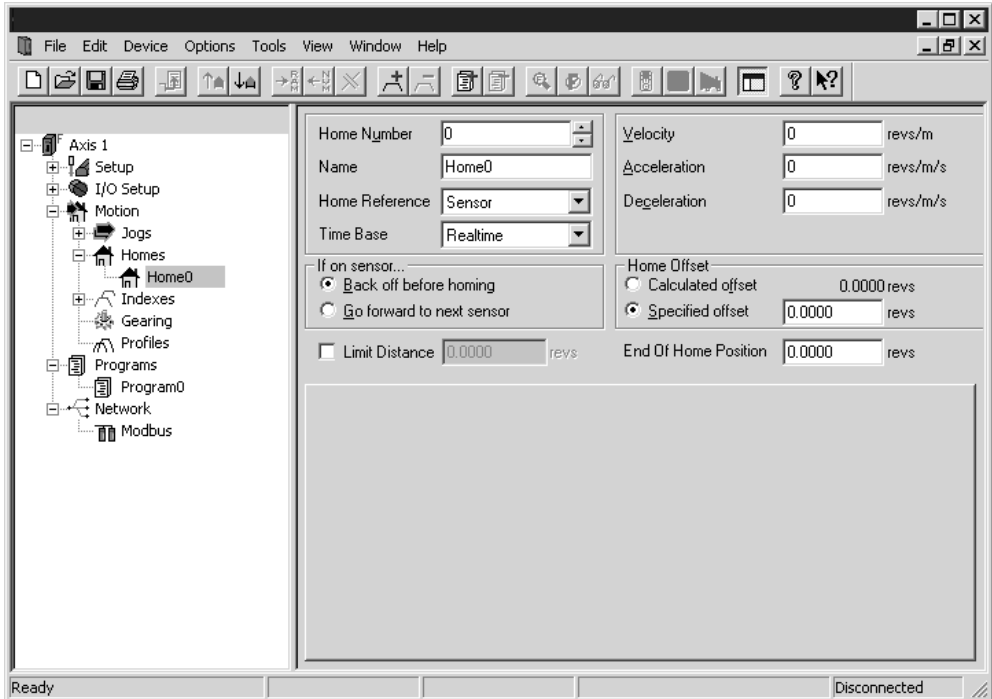 File Edit Device Options Tools View Window Help
Axis 1
Setup
I/O Setup
Motion
Jogs
Homes
Home0
Indexes
Gearing
Profiles
Programs
Program0
Network
Modbus
Home Number 0
Name Home0
Home Reference Sensor
Time Base Realtime
Velocity 0 revs/m
Acceleration 0 revs/m/s
Deceleration 0 revs/m/s
If on sensor...
Back off before homing
Go forward to next sensor
Home Offset
Calculated offset 0.0000 revs
Specified offset 0.0000 revs
Limit Distance 0.0000 revs
End Of Home Position 0.0000 revs
Ready
Disconnected